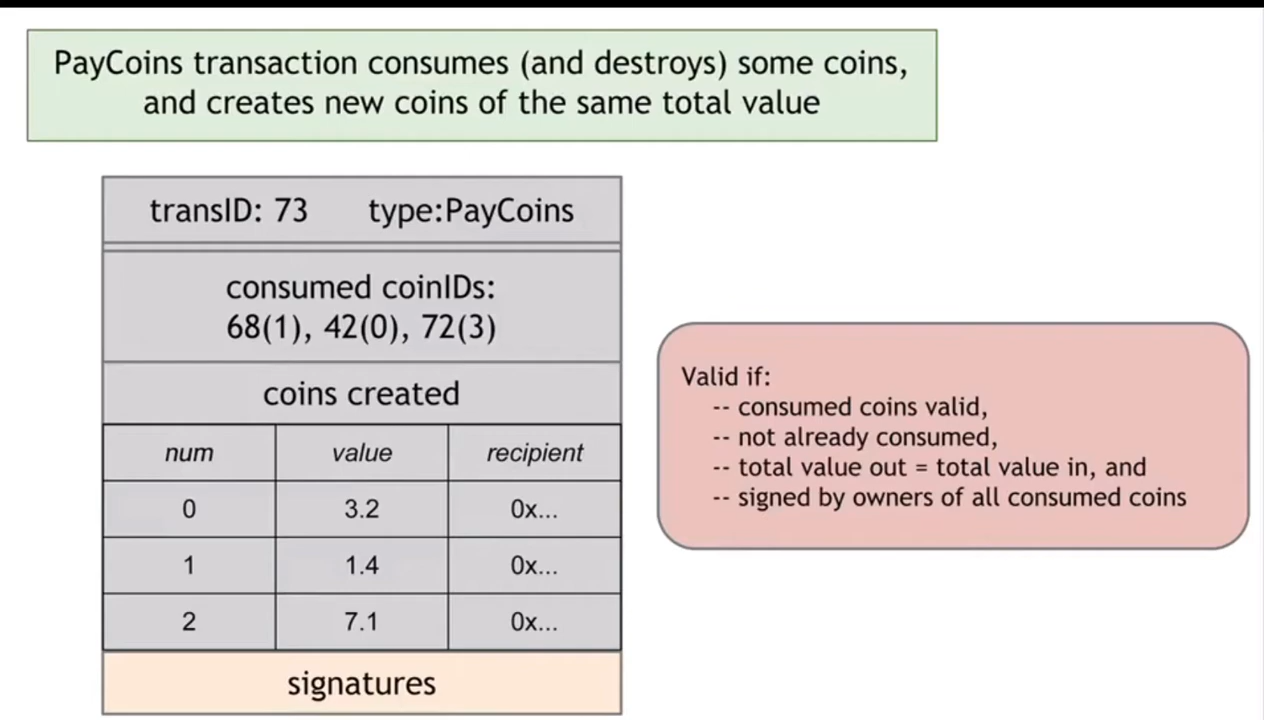 PayCoins transaction consumes (and destroys) some coins,
and creates new coins of the same total value
transID: 73 type:PayCoins
consumed coinIDs:
68(1), 42(0), 72(3)
coins created
num value recipient
0 3.2 0x...
1 1.4 0x...
2 7.1 0x...
signatures
Valid if:
-- consumed coins valid,
-- not already consumed,
-- total value out = total value in, and
-- signed by owners of all consumed coins